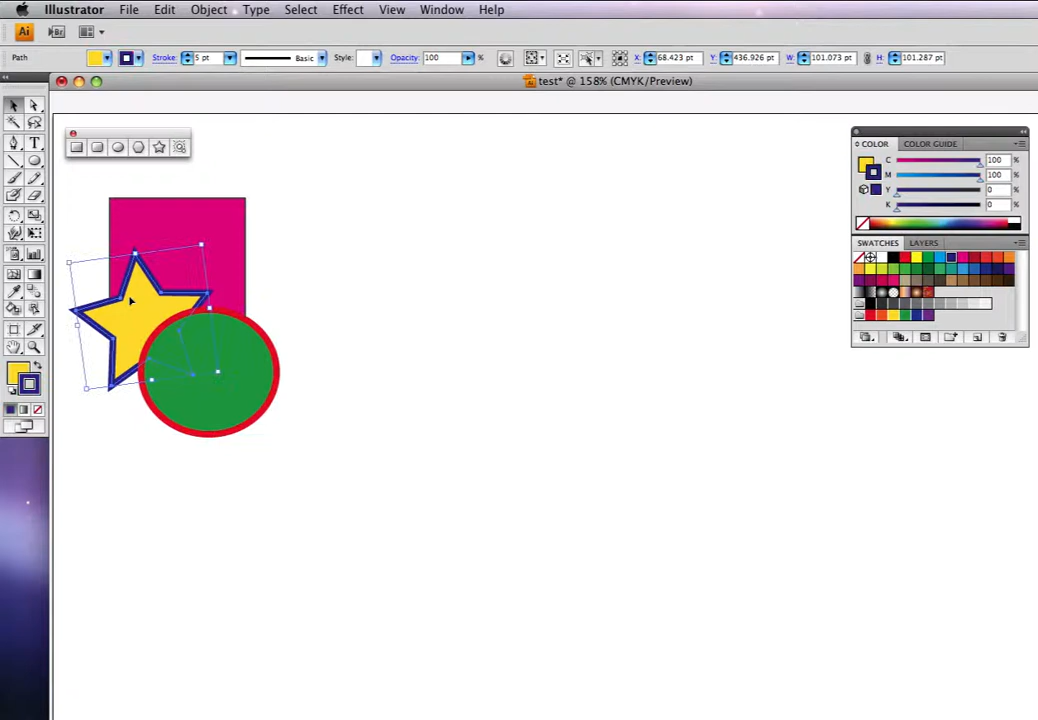 Illustrator File Edit Object Type Select Effect View Window Help
Ai Br
Path Stroke: 5 pt Basic Style: Opacity: 100 % X: 68.423 pt Y: 436.926 pt W: 101.073 pt H: 101.287 pt
test* @ 158% (CMYK/Preview)
T
COLOR COLOR GUIDE
C 100 %
M 100 %
Y 0 %
K 0 %
SWATCHES LAYERS